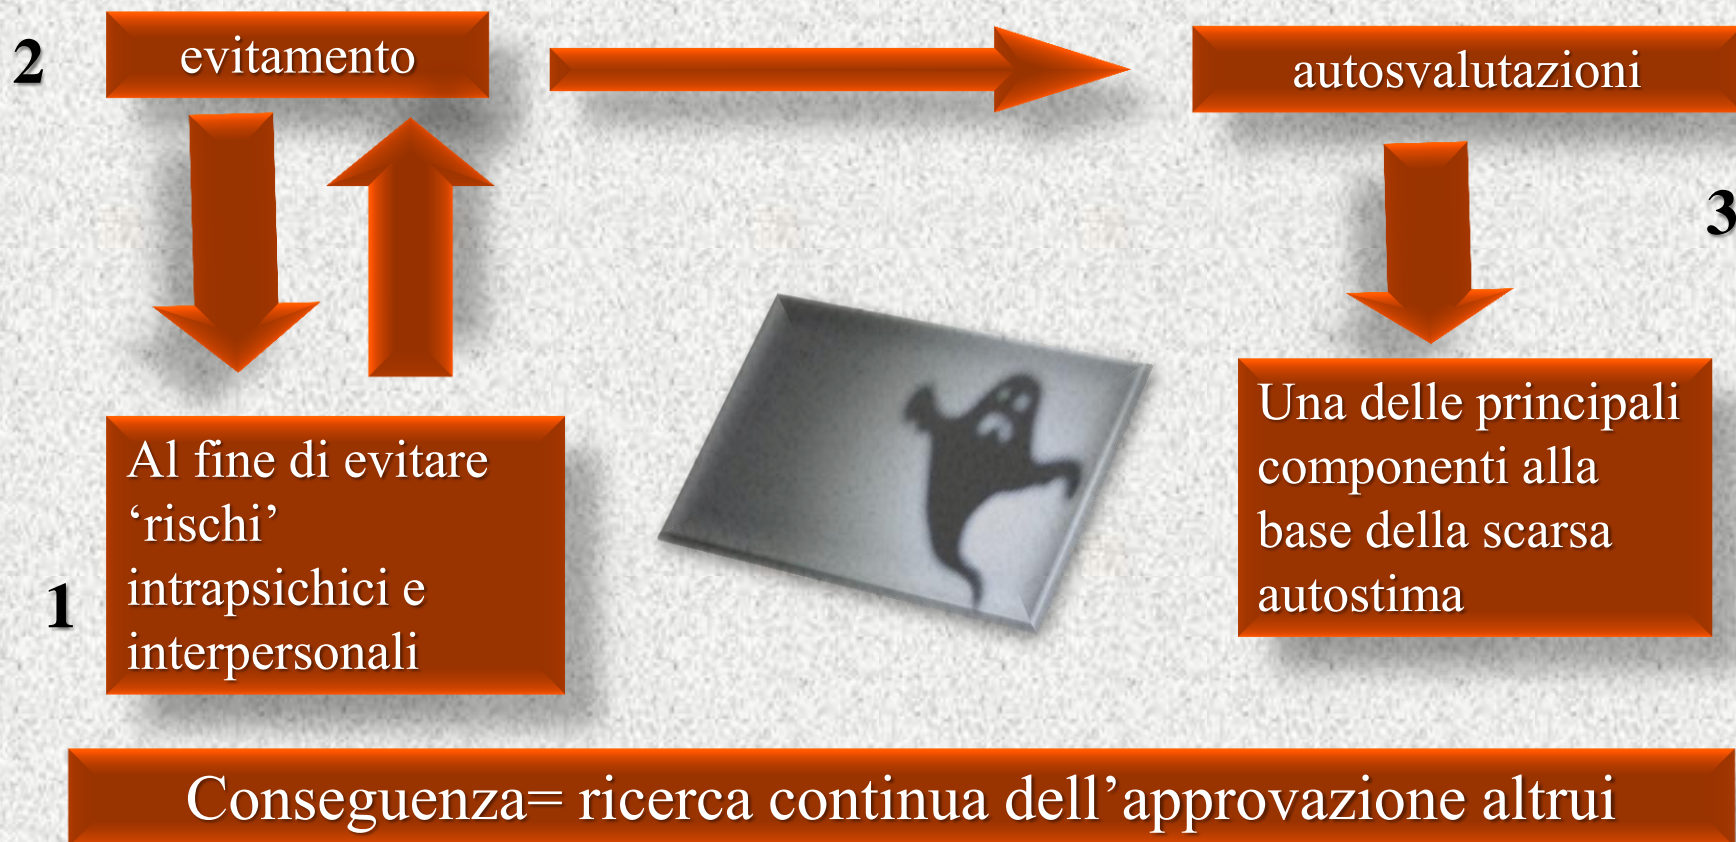 2
evitamento
autosvalutazioni
3
Al fine di evitare
‘rischi’
intrapsichici e
interpersonali
1
Una delle principali
componenti alla
base della scarsa
autostima
Conseguenza= ricerca continua dell’approvazione altrui